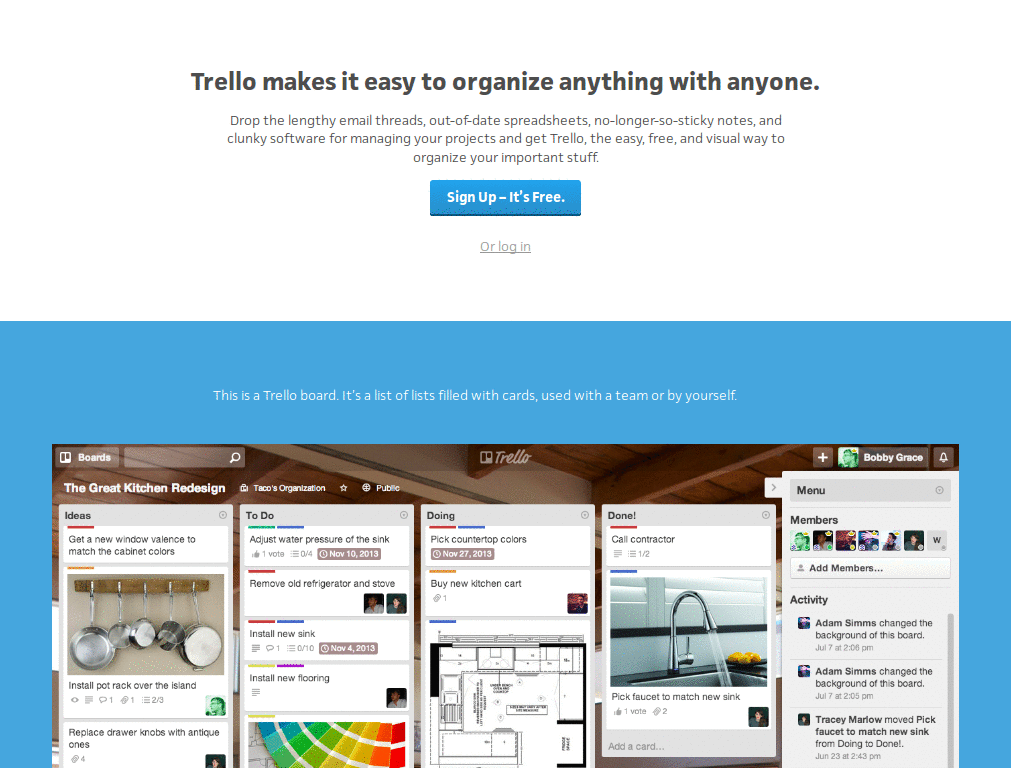 Trello makes it easy to organize anything with anyone.
Drop the lengthy email threads, out-of-date spreadsheets, no-longer-so-sticky notes, and
clunky software for managing your projects and get Trello, the easy, free, and visual way to
organize your important stuff.
Sign Up – It's Free.
Or log in
This is a Trello board. It's a list of lists filled with cards, used with a team or by yourself.
Boards
Trello
Bobby Grace
The Great Kitchen Redesign
Taco's Organization
Public
Ideas
Get a new window valence to
match the cabinet colors
Install pot rack over the island
1
1
2/3
Replace drawer knobs with antique
ones
4
To Do
Adjust water pressure of the sink
1 vote
0/4
Nov 10, 2013
Remove old refrigerator and stove
Install new sink
1
0/10
Nov 4, 2013
Install new flooring
Doing
Pick countertop colors
Nov 27, 2013
Buy new kitchen cart
1
Done!
Call contractor
1/2
Pick faucet to match new sink
1 vote
2
Add a card...
Menu
Members
W
Add Members...
Activity
Adam Simms changed the
background of this board.
Jul 7 at 2:06 pm
Adam Simms changed the
background of this board.
Jul 7 at 2:05 pm
Tracey Marlow moved Pick
faucet to match new sink
from Doing to Done!.
Jun 23 at 2:43 pm